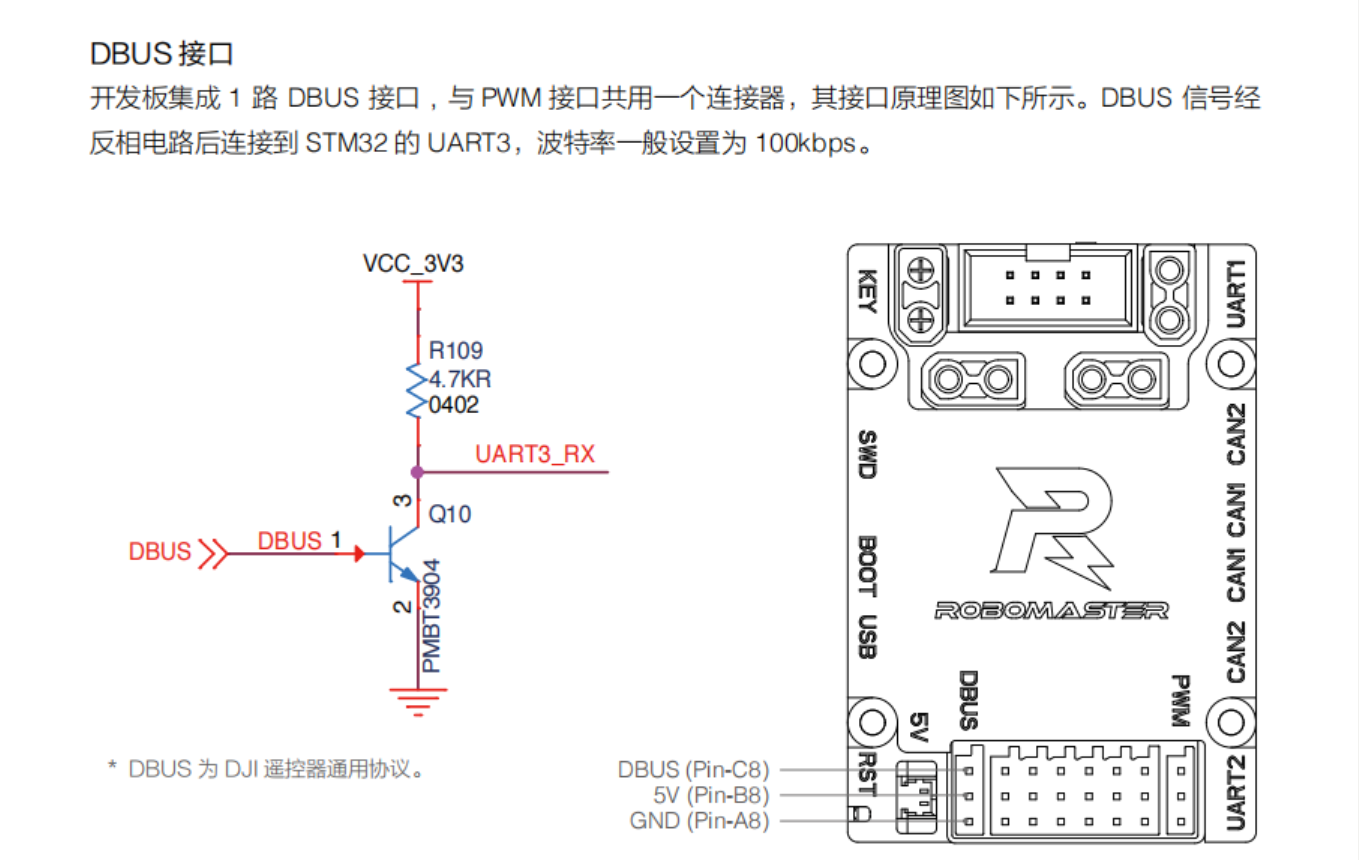 DBUS 接口
开发板集成 1 路 DBUS 接口，与 PWM 接口共用一个连接器，其接口原理图如下所示。DBUS 信号经
反相电路后连接到 STM32 的 UART3，波特率一般设置为 100kbps。
VCC_3V3
R109
4.7KR
0402
UART3_RX
3
Q10
DBUS
DBUS 1
2
PMBT3904
* DBUS 为 DJI 遥控器通用协议。
KEY
SWD
BOOT
USB
RST
UART1
CAN2
CAN1
CAN1
CAN2
UART2
ROBOMASTER
DBUS
5V
PWM
DBUS (Pin-C8)
5V (Pin-B8)
GND (Pin-A8)